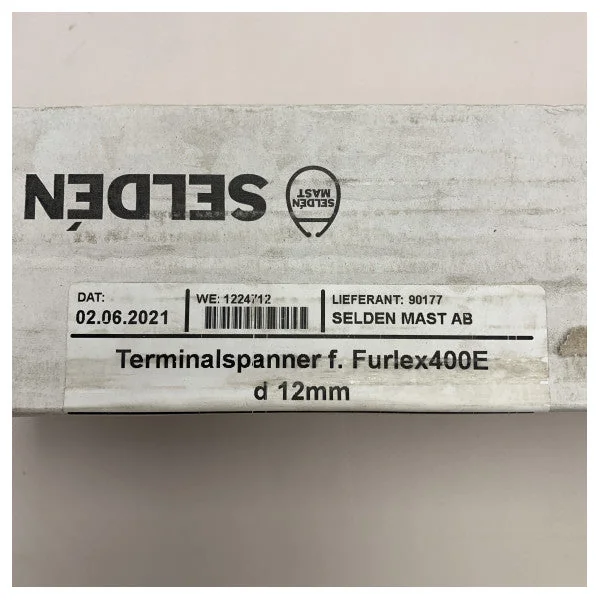 SELDÉN
SELDÉN
MAST
DAT:
02.06.2021
WE: 1224712
LIEFERANT: 90177
SELDEN MAST AB
Terminalspanner f. Furlex400E
d 12mm